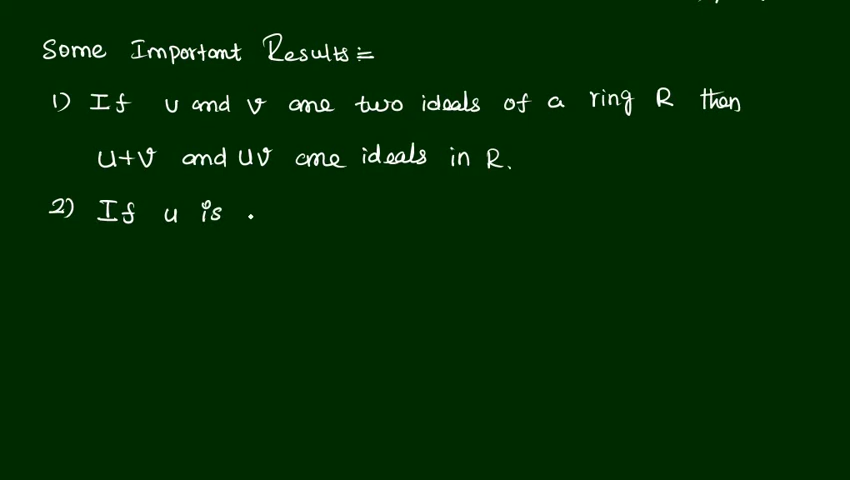 Some Important Results :=
1) If U and V are two ideals of a ring R then
U+V and UV are ideals in R.
2) If U is